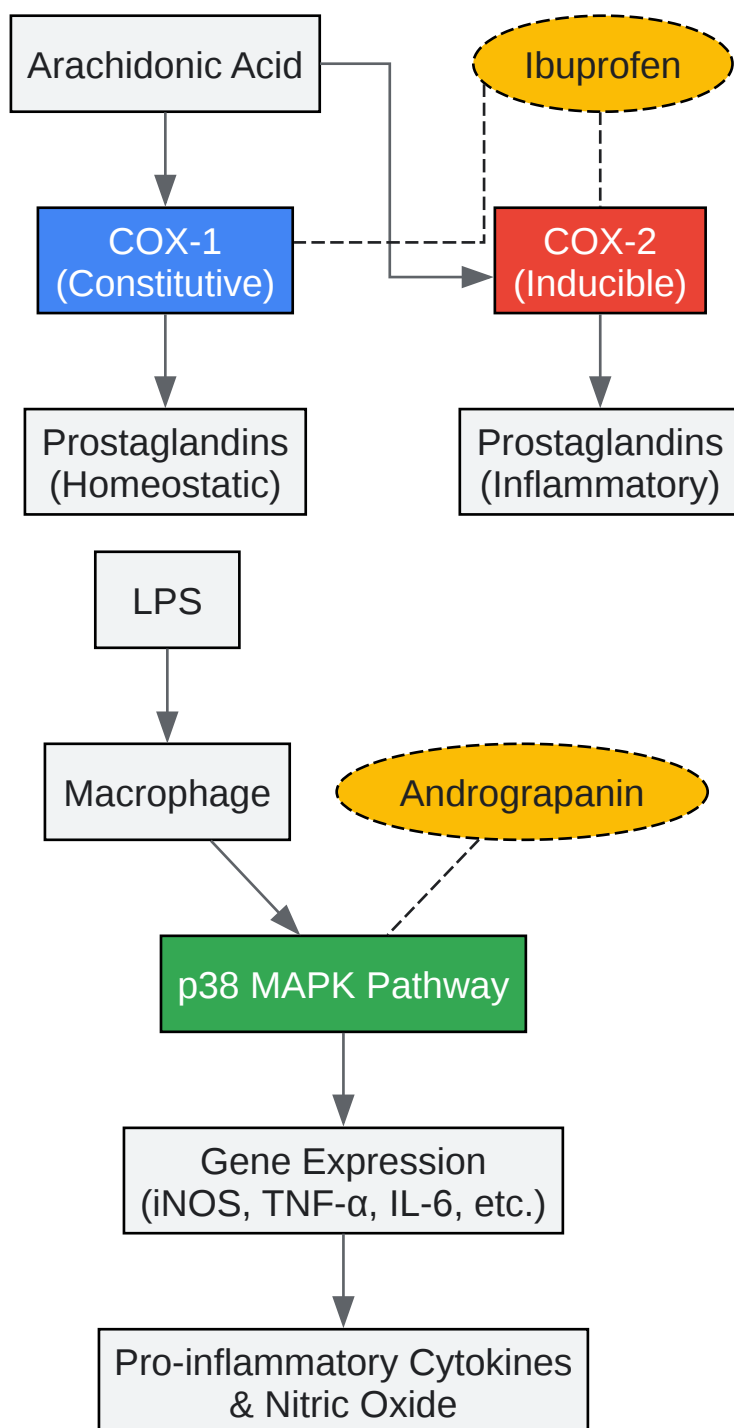 Arachidonic Acid
Ibuprofen
COX-1
(Constitutive)
COX-2
(Inducible)
Prostaglandins
(Homeostatic)
Prostaglandins
(Inflammatory)
LPS
Macrophage
Andrograpanin
p38 MAPK Pathway
Gene Expression
(iNOS, TNF-α, IL-6, etc.)
Pro-inflammatory Cytokines
& Nitric Oxide